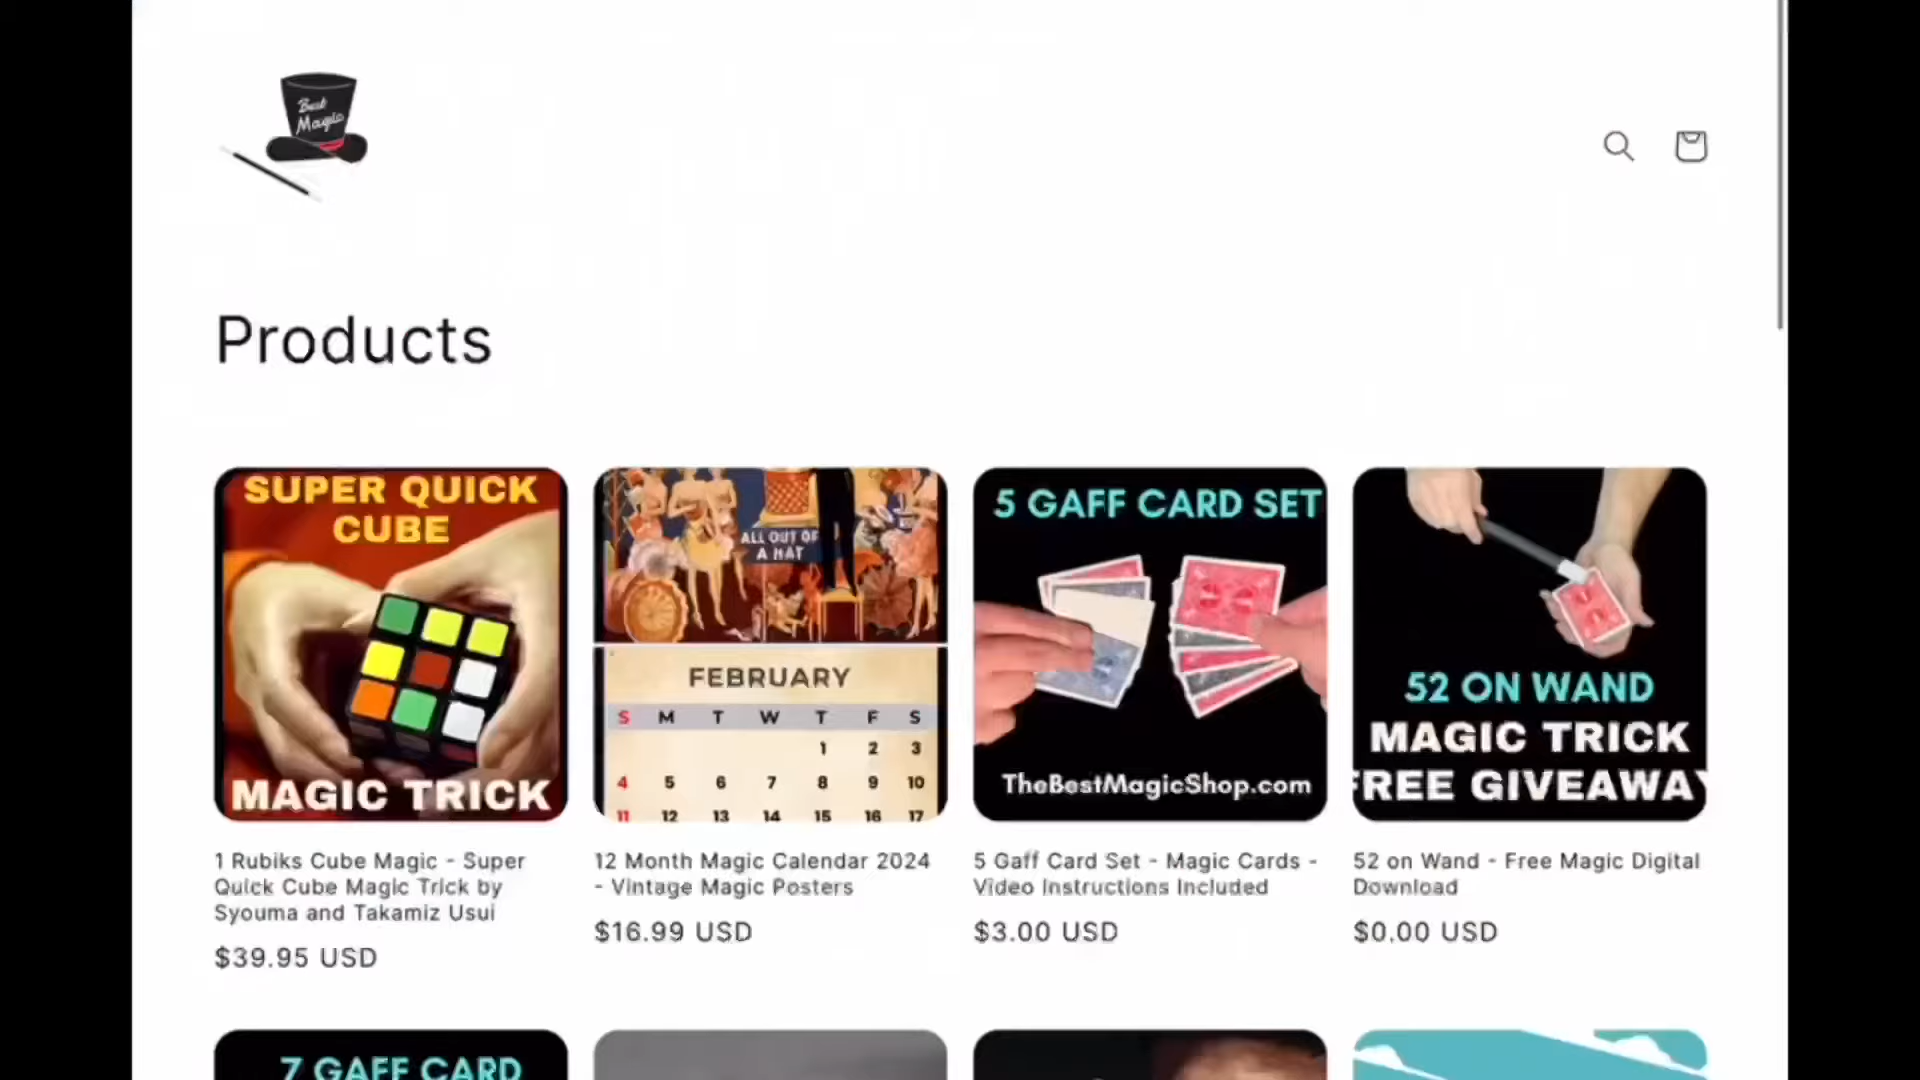 Best
Magic
Products
SUPER QUICK
CUBE
MAGIC TRICK
ALL OUT OF
A HAT
FEBRUARY
S M T W T F S
1 2 3
4 5 6 7 8 9 10
11 12 13 14 15 16 17
5 GAFF CARD SET
TheBestMagicShop.com
52 ON WAND
MAGIC TRICK
FREE GIVEAWAY
1 Rubiks Cube Magic - Super
Quick Cube Magic Trick by
Syouma and Takamiz Usui
$39.95 USD
12 Month Magic Calendar 2024
- Vintage Magic Posters
$16.99 USD
5 Gaff Card Set - Magic Cards -
Video Instructions Included
$3.00 USD
52 on Wand - Free Magic Digital
Download
$0.00 USD
7 GAFF CARD